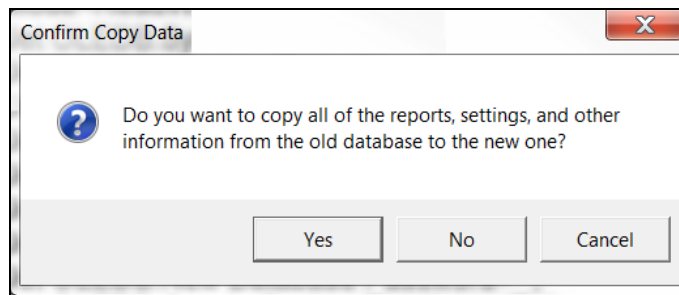 Confirm Copy Data
Do you want to copy all of the reports, settings, and other
information from the old database to the new one?
Yes No Cancel